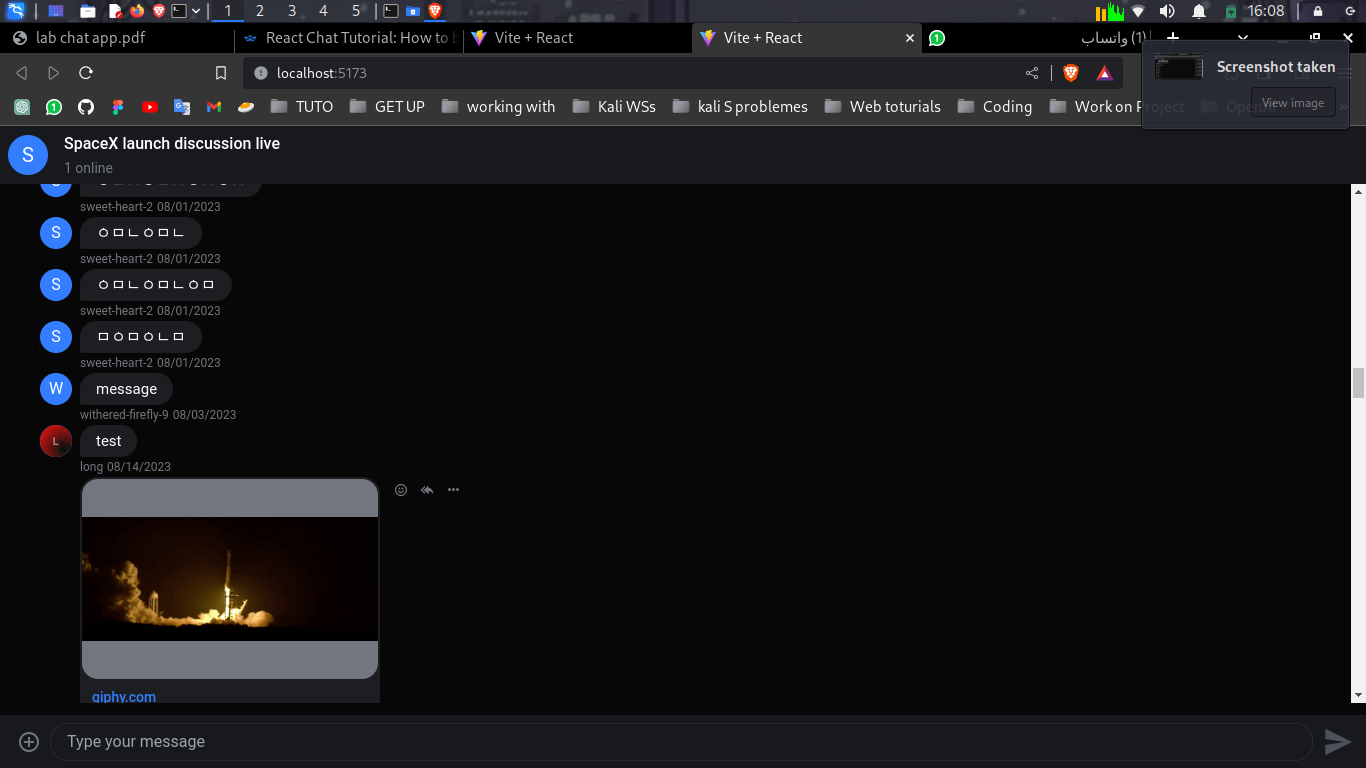 1 2 3 4 5 16:08
lab chat app.pdf React Chat Tutorial: How to b Vite + React Vite + React (1) واتساب
localhost:5173
Screenshot taken
View image
TUTO GET UP working with Kali WSs kali S problemes Web toturials Coding Work on Project
S SpaceX launch discussion live
1 online
sweet-heart-2 08/01/2023
S ㅇㅁㄴㅇㅁㄴ
sweet-heart-2 08/01/2023
S ㅇㅁㄴㅇㅁㄴㅇㅁ
sweet-heart-2 08/01/2023
S ㅁㅇㅁㅇㄴㅁ
sweet-heart-2 08/01/2023
W message
withered-firefly-9 08/03/2023
L test
long 08/14/2023
giphy.com
Type your message